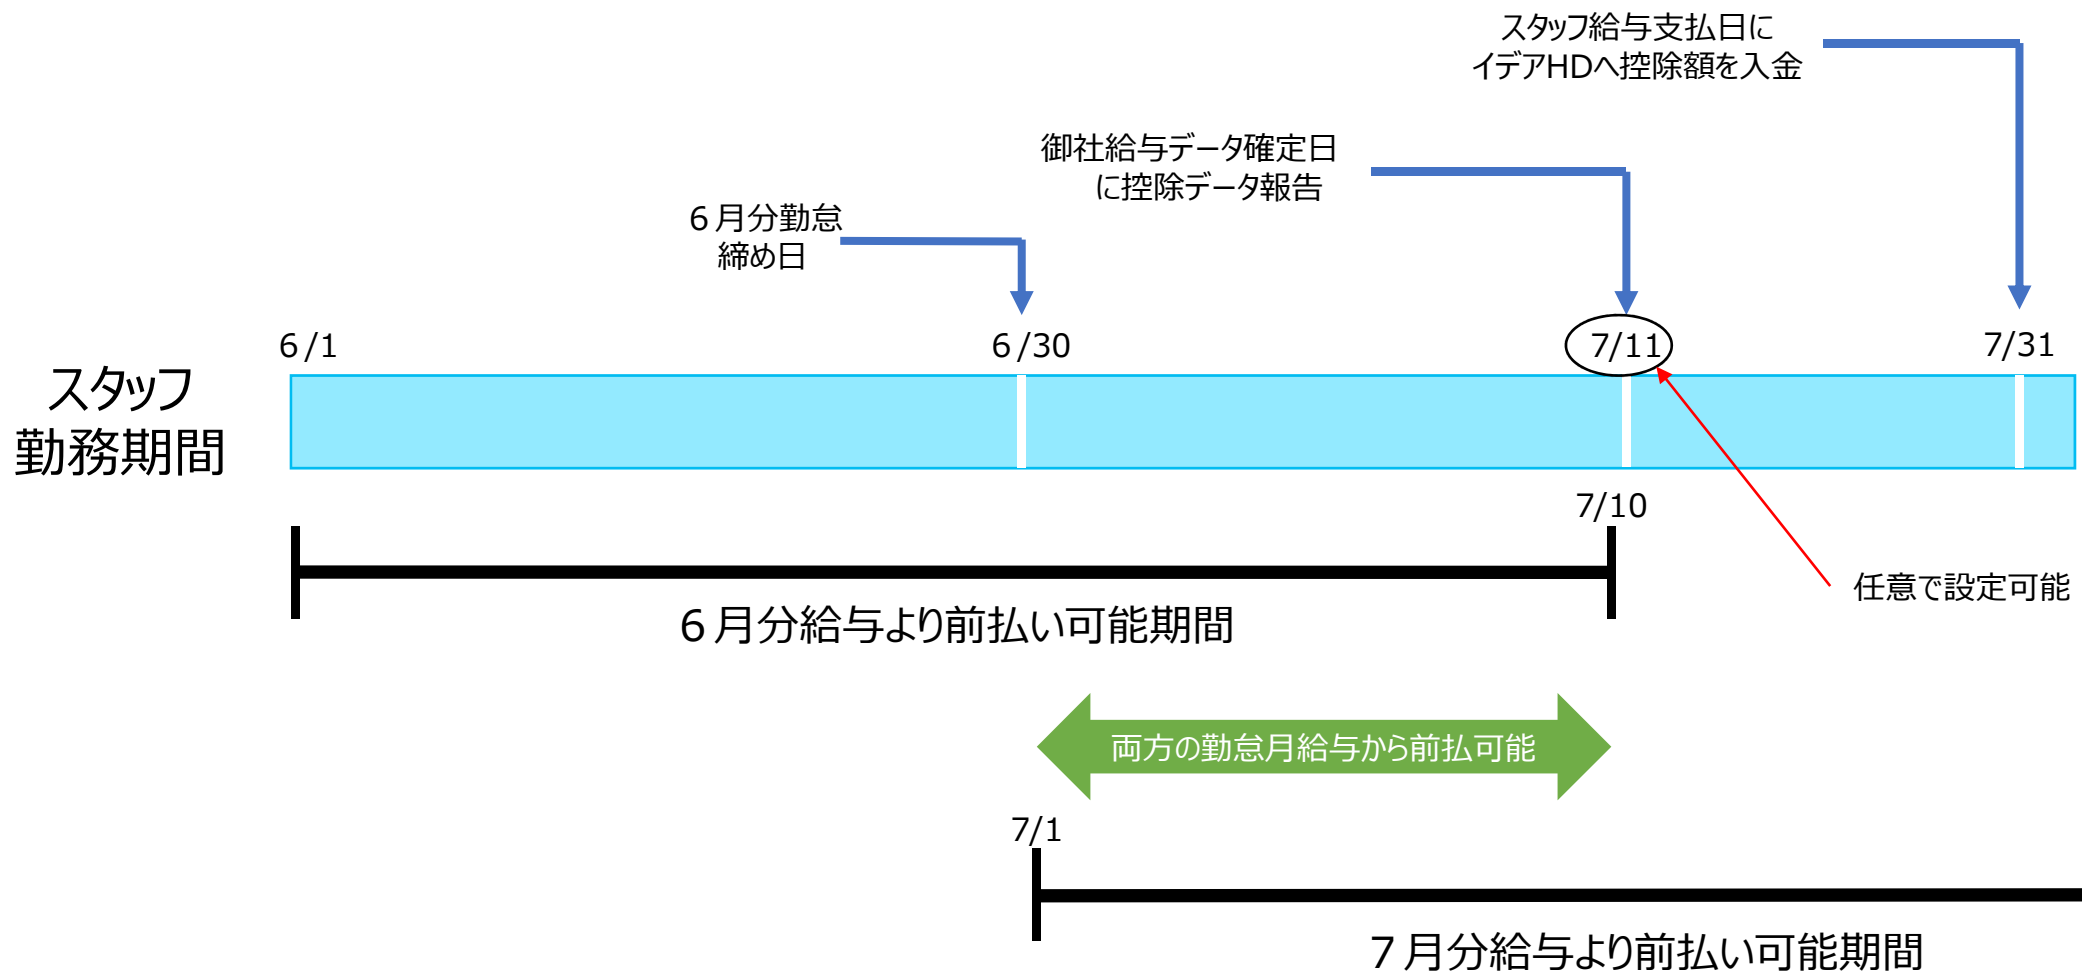 スタッフ給与支払日に
イデアHDへ控除額を入金
御社給与データ確定日
に控除データ報告
６月分勤怠
締め日
６/1
６/30
7/11
7/31
スタッフ
勤務期間
7/10
任意で設定可能
６月分給与より前払い可能期間
両方の勤怠月給与から前払可能
7/1
７月分給与より前払い可能期間